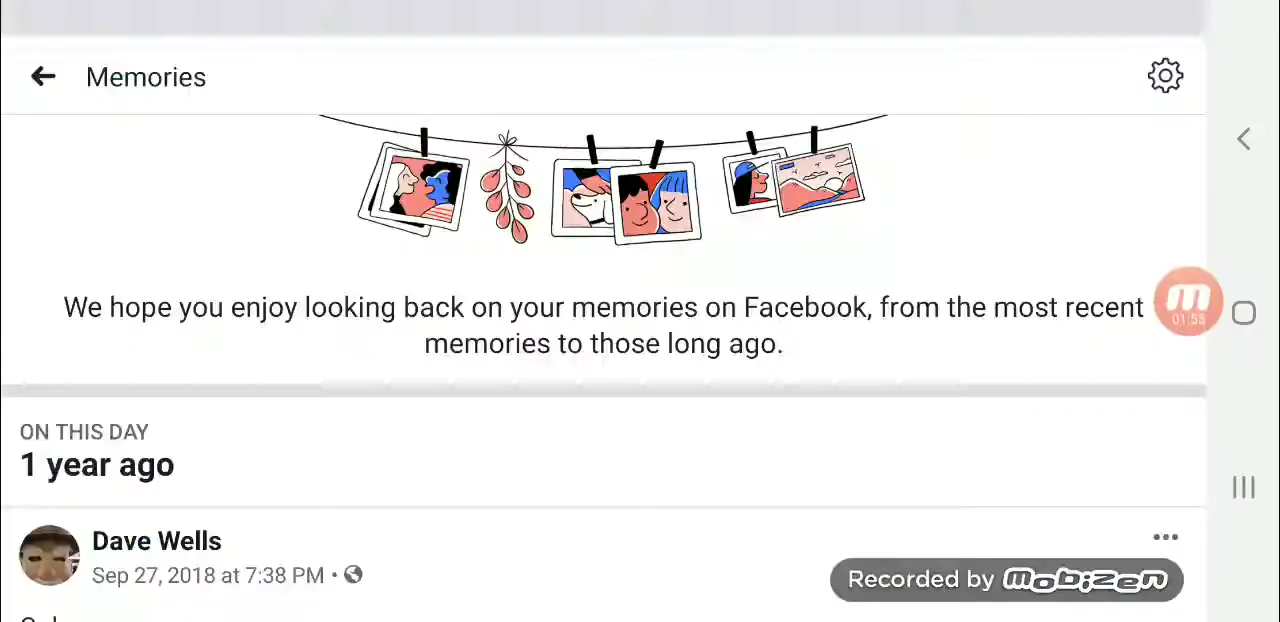 Memories
We hope you enjoy looking back on your memories on Facebook, from the most recent
memories to those long ago.
01:55
ON THIS DAY
1 year ago
Dave Wells
Sep 27, 2018 at 7:38 PM •
Recorded by mobizen